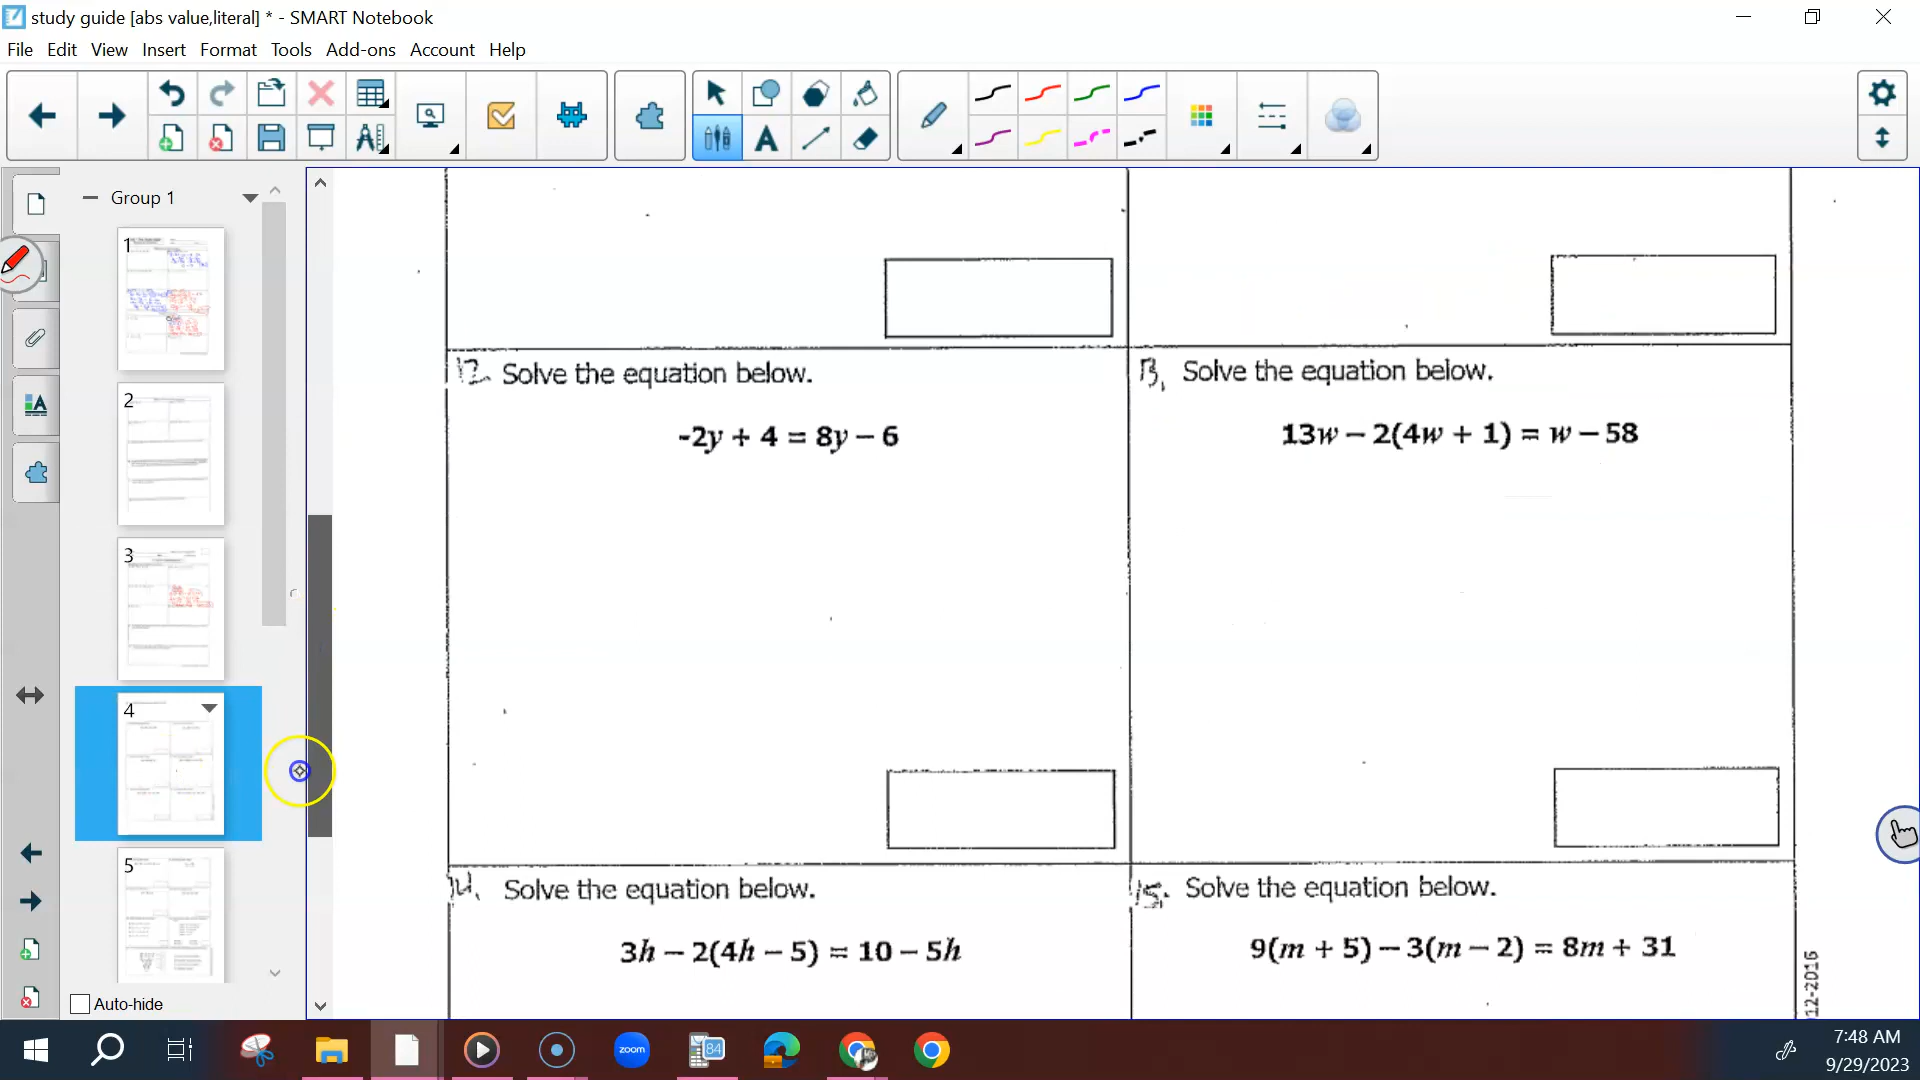 study guide [abs value,literal] * - SMART Notebook
File Edit View Insert Format Tools Add-ons Account Help
Group 1
1
2
3
4
5
Auto-hide
12. Solve the equation below.
-2y + 4 = 8y – 6
13. Solve the equation below.
13w – 2(4w + 1) = w – 58
14. Solve the equation below.
3h – 2(4h – 5) = 10 – 5h
15. Solve the equation below.
9(m + 5) – 3(m – 2) = 8m + 31
12-2016
zoom
84
7:48 AM
9/29/2023